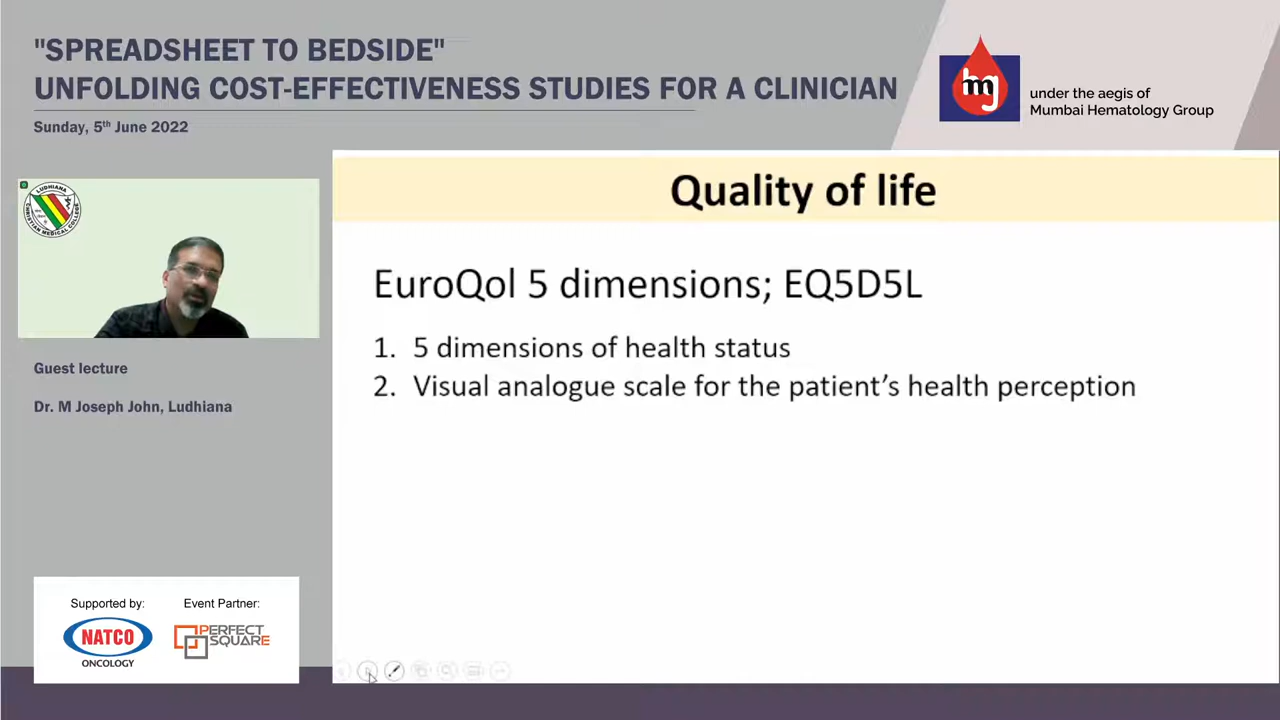 "SPREADSHEET TO BEDSIDE"
UNFOLDING COST-EFFECTIVENESS STUDIES FOR A CLINICIAN
Sunday, 5th June 2022
mg
under the aegis of
Mumbai Hematology Group
LUDHIANA
CHRISTIAN MEDICAL COLLEGE
Guest lecture
Dr. M Joseph John, Ludhiana
Quality of life
EuroQol 5 dimensions; EQ5D5L
1. 5 dimensions of health status
2. Visual analogue scale for the patient's health perception
Supported by:
Event Partner:
NATCO
ONCOLOGY
PERFECT
SQUARE